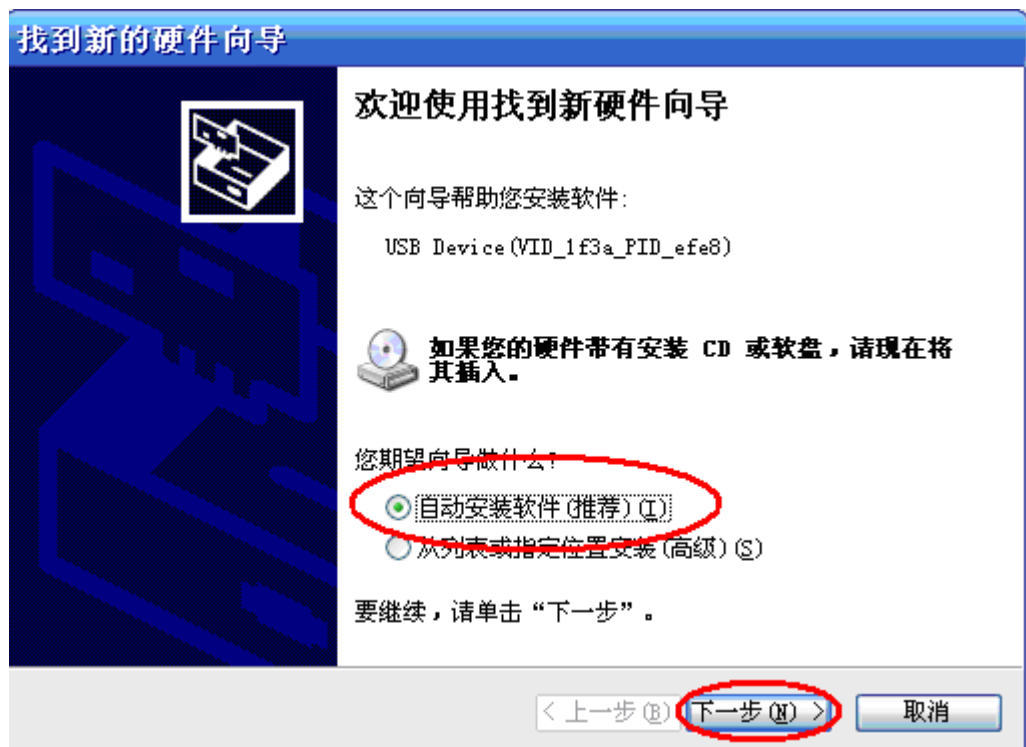 找到新的硬件向导
欢迎使用找到新硬件向导
这个向导帮助您安装软件:
USB Device(VID_1f3a_PID_efe8)
如果您的硬件带有安装 CD 或软盘，请现在将
其插入。
您期望向导做什么?
自动安装软件(推荐)(I)
从列表或指定位置安装(高级)(S)
要继续，请单击“下一步”。
< 上一步(B) 下一步(N) > 取消